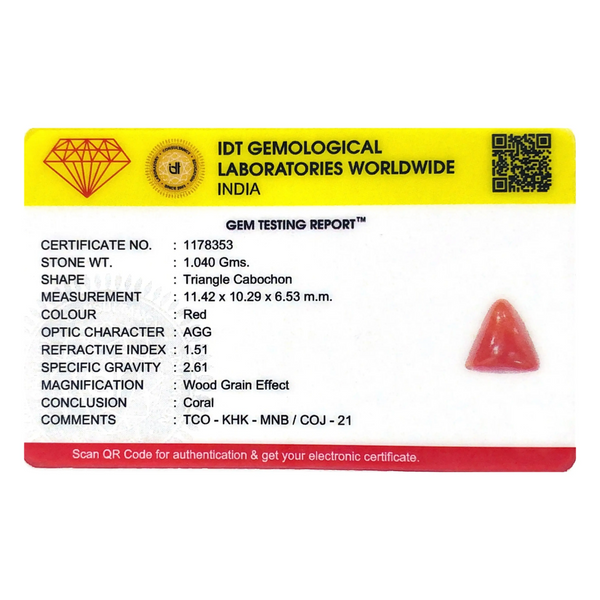 IDT GEMOLOGICAL
LABORATORIES WORLDWIDE
INDIA
idt
GEM TESTING REPORT™
CERTIFICATE NO. : 1178353
STONE WT. : 1.040 Gms.
SHAPE : Triangle Cabochon
MEASUREMENT : 11.42 x 10.29 x 6.53 m.m.
COLOUR : Red
OPTIC CHARACTER : AGG
REFRACTIVE INDEX : 1.51
SPECIFIC GRAVITY : 2.61
MAGNIFICATION : Wood Grain Effect
CONCLUSION : Coral
COMMENTS : TCO - KHK - MNB / COJ - 21
Scan QR Code for authentication & get your electronic certificate.